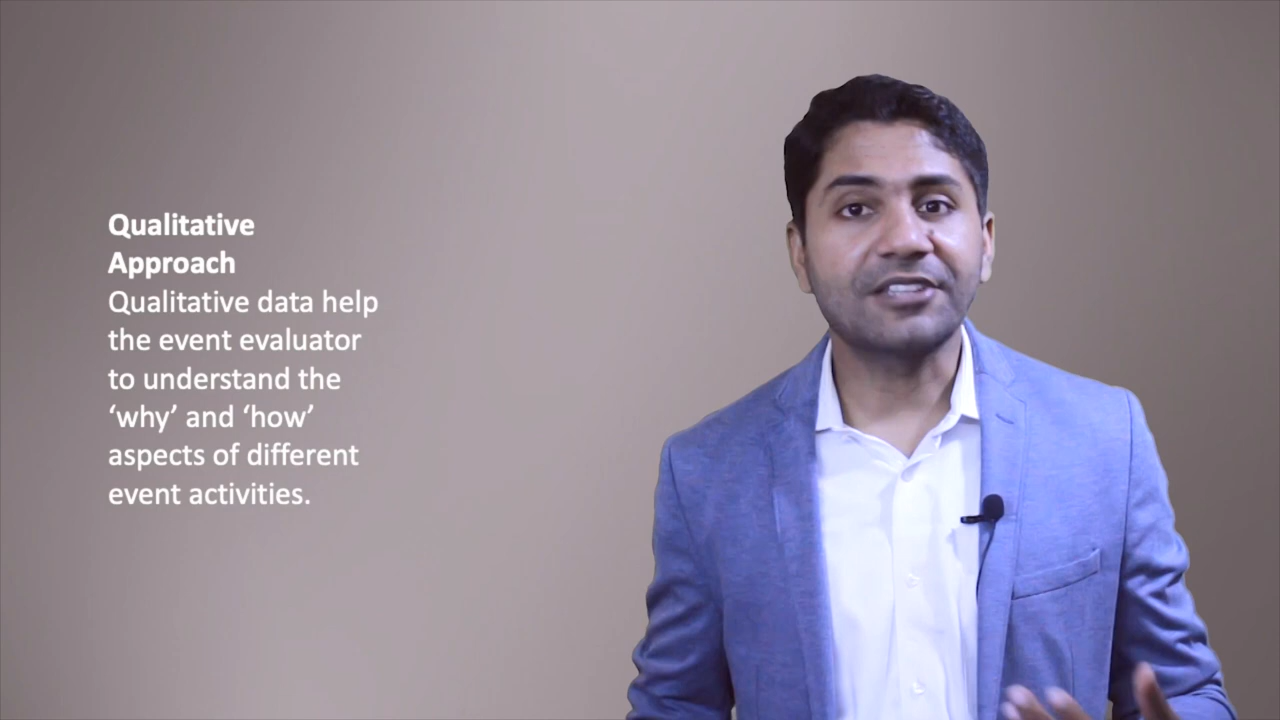 Qualitative
Approach
Qualitative data help
the event evaluator
to understand the
‘why’ and ‘how’
aspects of different
event activities.